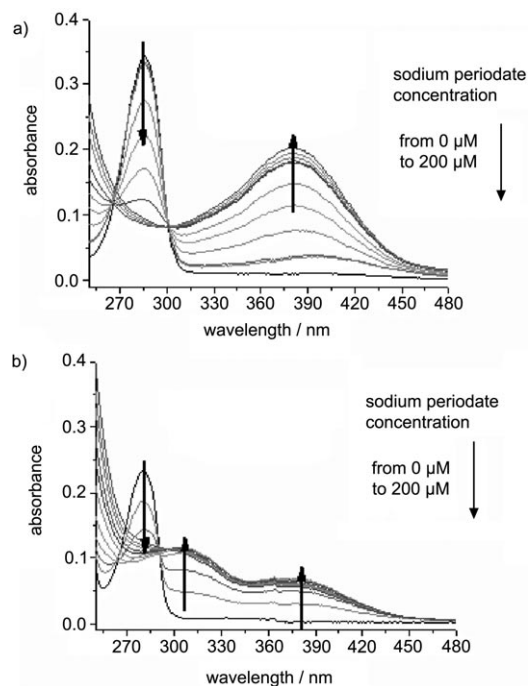 a)
0.4
sodium periodate
concentration
0.3
from 0 µM
to 200 µM
absorbance
0.2
0.1
0.0
270 300 330 360 390 420 450 480
wavelength / nm
b)
0.4
sodium periodate
concentration
0.3
from 0 µM
to 200 µM
absorbance
0.2
0.1
0.0
270 300 330 360 390 420 450 480
wavelength / nm